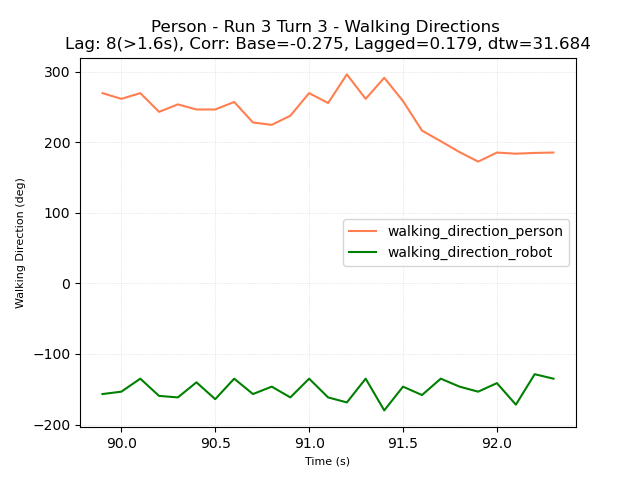 Person - Run 3 Turn 3 - Walking Directions
Lag: 8(>1.6s), Corr: Base=-0.275, Lagged=0.179, dtw=31.684
300
200
100
0
−100
−200
Walking Direction (deg)
walking_direction_person
walking_direction_robot
90.0 90.5 91.0 91.5 92.0
Time (s)